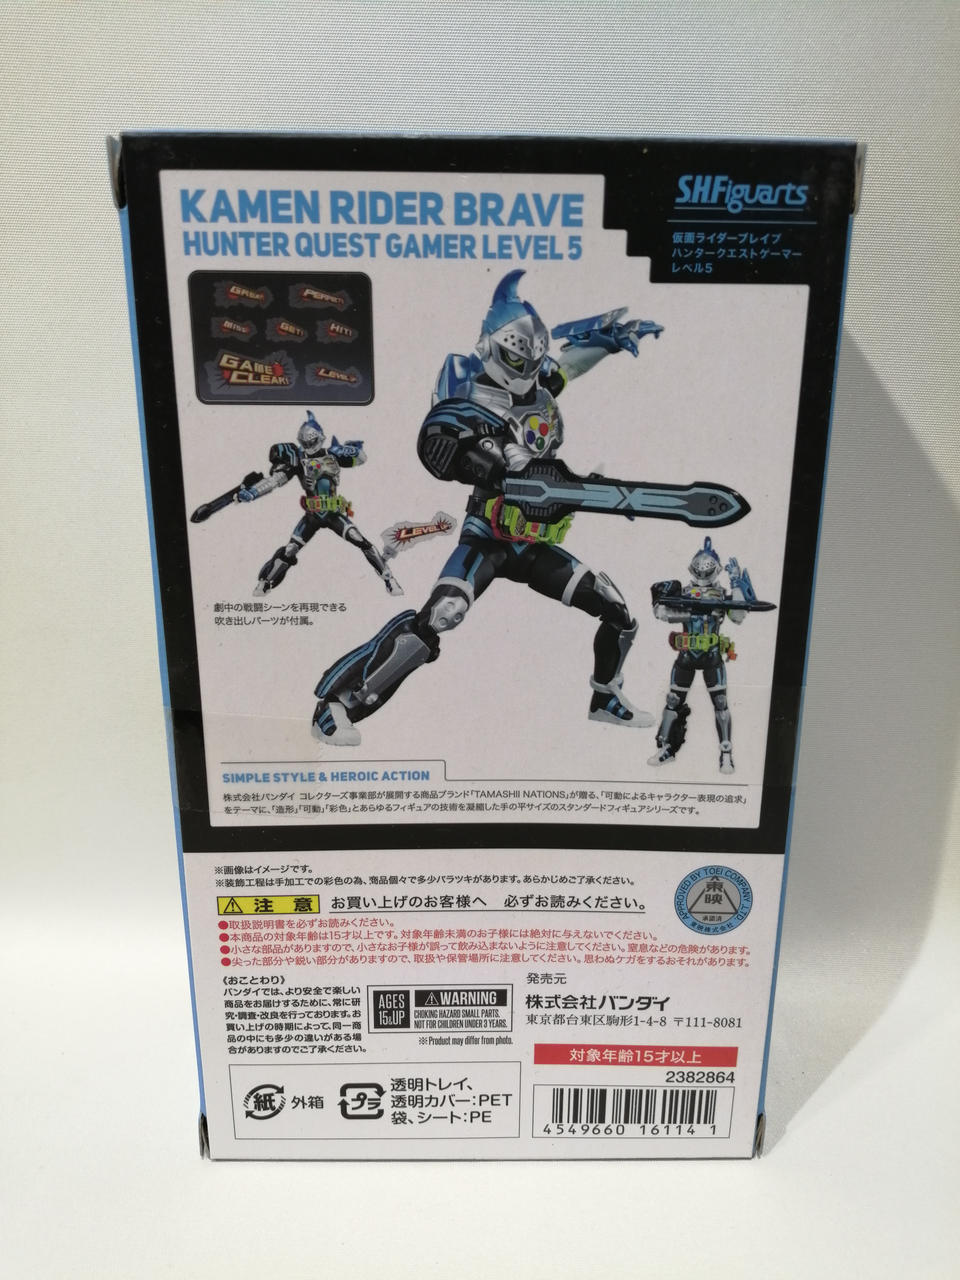 KAMEN RIDER BRAVE
HUNTER QUEST GAMER LEVEL 5
S.H.Figuarts
仮面ライダーブレイブ
ハンタークエストゲーマー
レベル5
GREAT
PERFECT!
MISS
GET!
HIT!
GAME
CLEAR!
LEVEL UP
LEVEL UP
劇中の戦闘シーンを再現できる
吹き出しパーツが付属。
SIMPLE STYLE & HEROIC ACTION
株式会社バンダイ コレクターズ事業部が展開する商品ブランド「TAMASHII NATIONS」が贈る、「可動によるキャラクター表現の追求」
をテーマに、「造形」「可動」「彩色」とあらゆるフィギュアの技術を凝縮した手の平サイズのスタンダードフィギュアシリーズです。
※画像はイメージです。
※装飾工程は手加工での彩色の為、商品個々で多少バラツキがあります。あらかじめご了承ください。
注 意 お買い上げのお客様へ 必ずお読みください。
●取扱説明書を必ずお読みください。
●本商品の対象年齢は15才以上です。対象年齢未満のお子様には絶対に与えないでください。
●小さな部品がありますので、小さなお子様が誤って飲み込まないように注意してください。窒息などの危険があります。
●尖った部分や鋭い部分がありますので、取扱や保管場所に注意してください。思わぬケガをするおそれがあります。
APPROVED BY TOEI COMPANY, LTD.
東映
承認済
東映株式会社
《おことわり》
バンダイでは、より安全で楽しい
商品をお届けするために、常に研
究・調査・改良を行っております。お
買い上げの時期によって、同一商
品の中にも多少の違いがある場
合がありますのでご了承ください。
AGES
15&UP
WARNING
CHOKING HAZARD SMALL PARTS.
NOT FOR CHILDREN UNDER 3 YEARS.
※Product may differ from photo.
発売元
株式会社バンダイ
東京都台東区駒形1-4-8 〒111-8081
対象年齢15才以上
2382864
紙 外箱
プラ
透明トレイ、
透明カバー:PET
袋、シート:PE
4 549660 161141